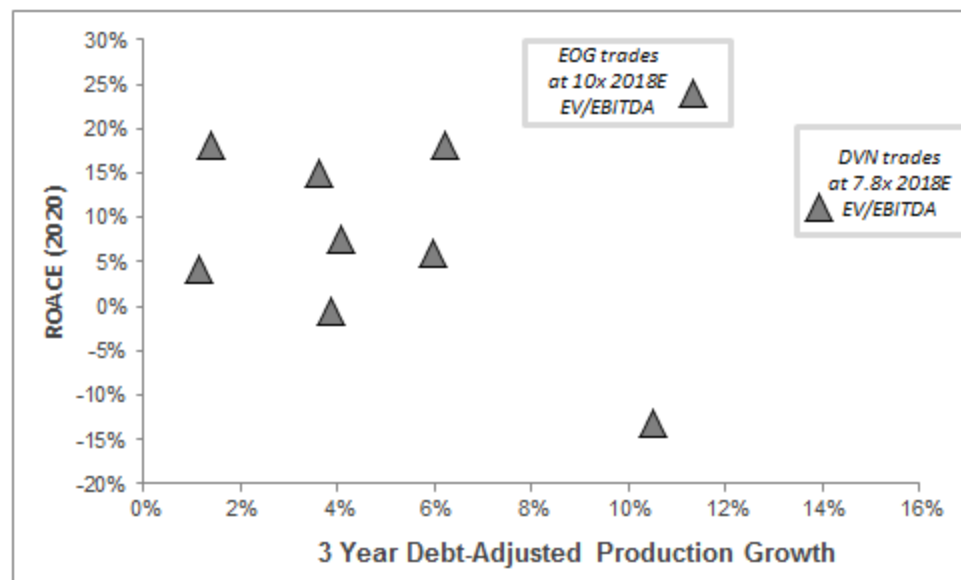 30%
25%
20%
15%
10%
5%
0%
-5%
-10%
-15%
-20%
ROACE (2020)
EOG trades
at 10x 2018E
EV/EBITDA
DVN trades
at 7.8x 2018E
EV/EBITDA
0% 2% 4% 6% 8% 10% 12% 14% 16%
3 Year Debt-Adjusted Production Growth